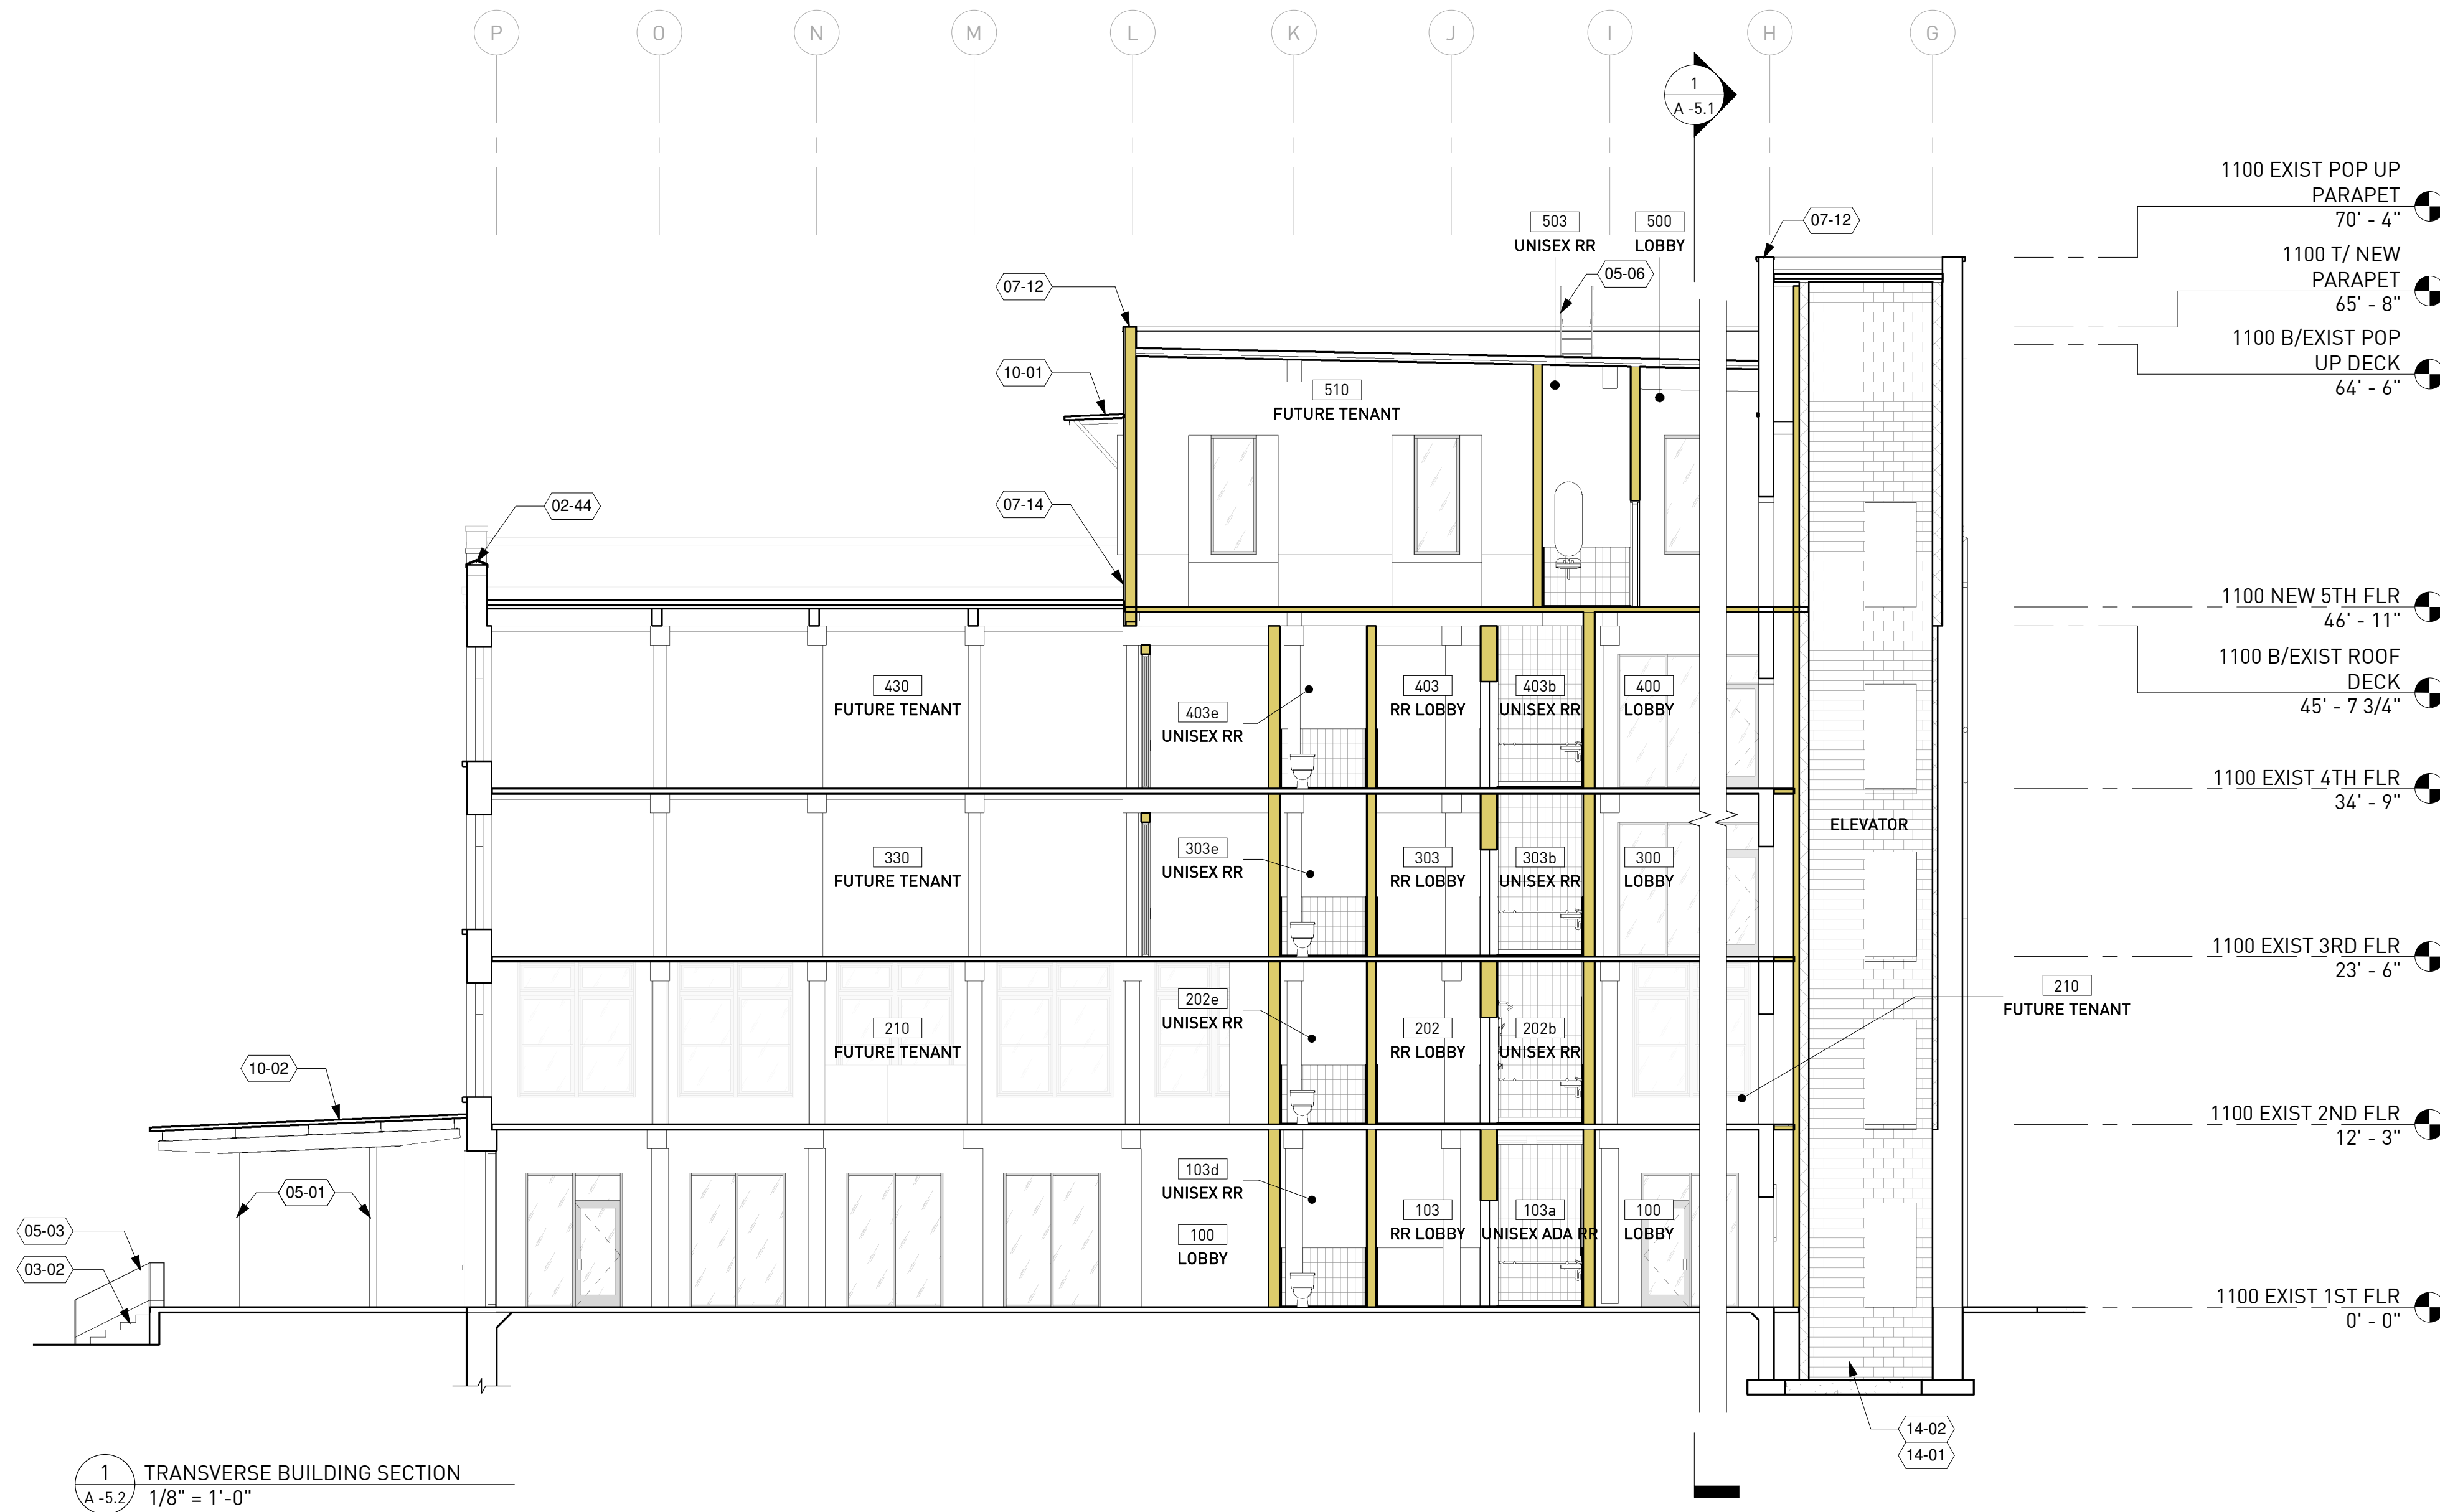 P
O
N
M
L
K
J
I
H
G
1
A -5.1
1100 EXIST POP UP
PARAPET
70' - 4"
1100 T/ NEW
PARAPET
65' - 8"
1100 B/EXIST POP
UP DECK
64' - 6"
1100 NEW 5TH FLR
46' - 11"
1100 B/EXIST ROOF
DECK
45' - 7 3/4"
1100 EXIST 4TH FLR
34' - 9"
1100 EXIST 3RD FLR
23' - 6"
1100 EXIST 2ND FLR
12' - 3"
1100 EXIST 1ST FLR
0' - 0"
503
UNISEX RR
500
LOBBY
07-12
05-06
07-12
10-01
510
FUTURE TENANT
07-14
02-44
430
FUTURE TENANT
403e
UNISEX RR
403
RR LOBBY
403b
UNISEX RR
400
LOBBY
ELEVATOR
330
FUTURE TENANT
303e
UNISEX RR
303
RR LOBBY
303b
UNISEX RR
300
LOBBY
210
FUTURE TENANT
202e
UNISEX RR
202
RR LOBBY
202b
UNISEX RR
210
FUTURE TENANT
10-02
05-01
05-03
03-02
103d
UNISEX RR
100
LOBBY
103
RR LOBBY
103a
UNISEX ADA RR
100
LOBBY
14-02
14-01
1
A -5.2
TRANSVERSE BUILDING SECTION
1/8" = 1'-0"